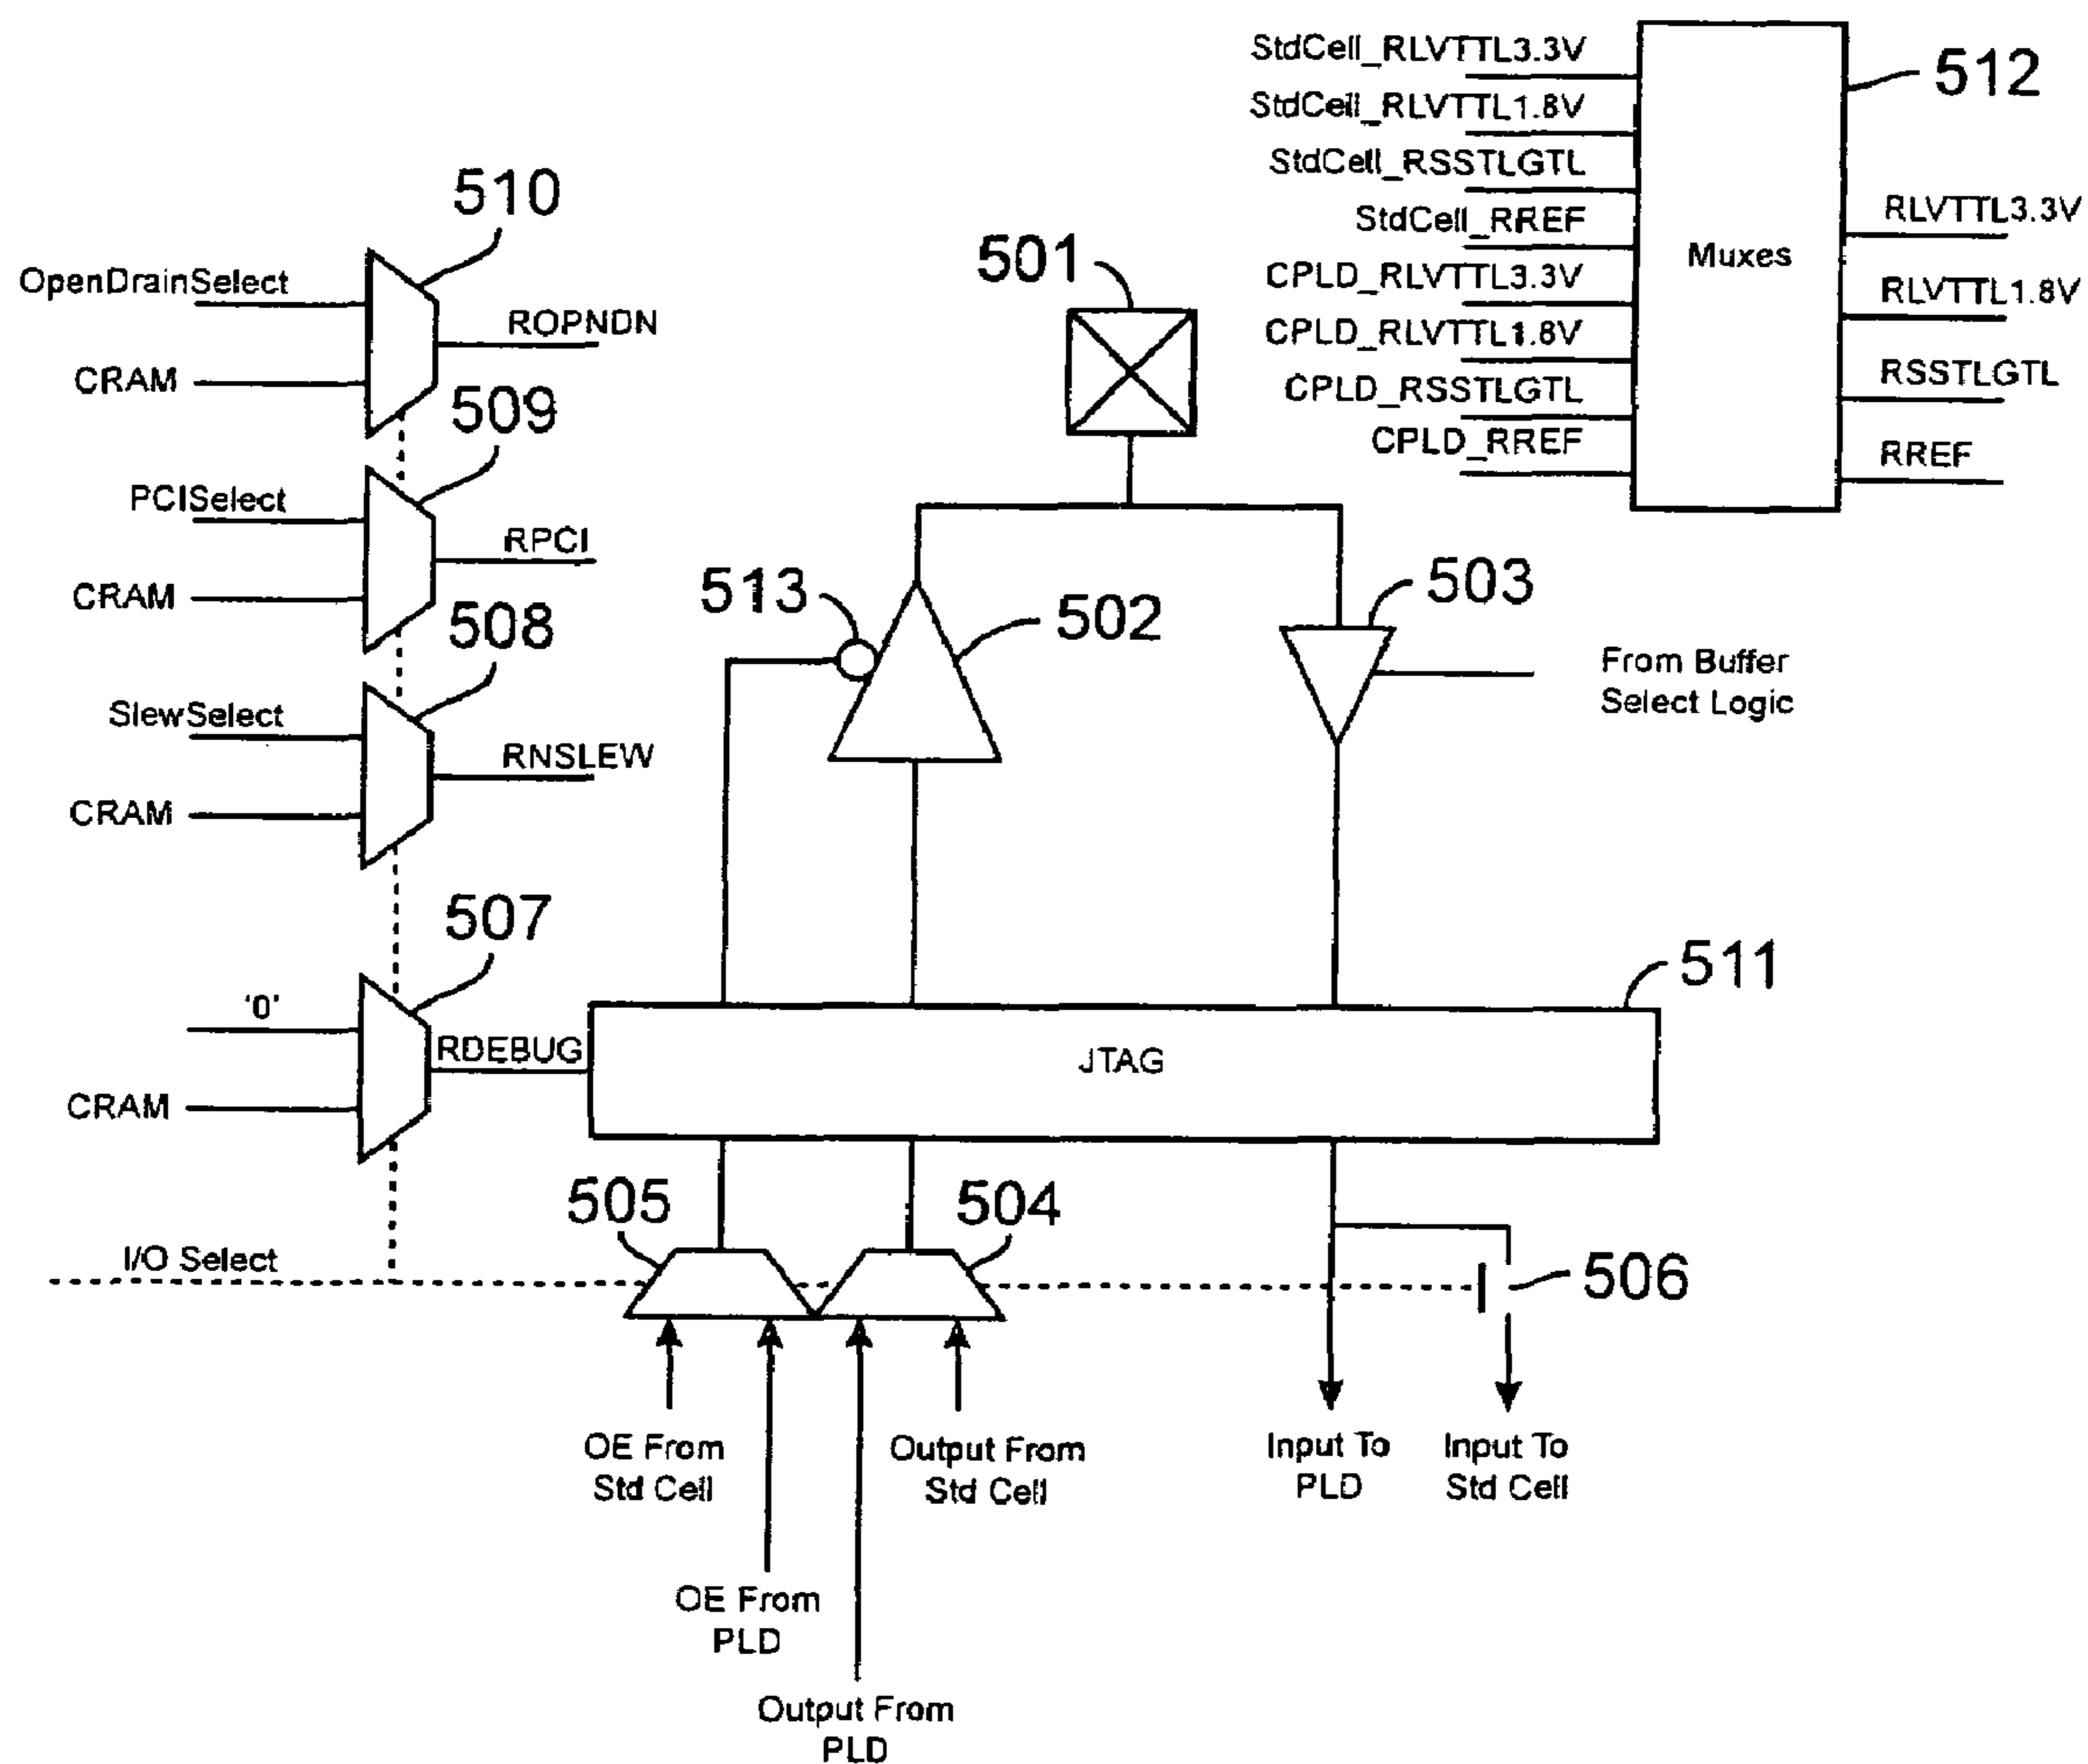 StdCell_RLVTTL3.3V
StdCell_RLVTTL1.8V
StdCell_RSSTLGTL
StdCell_RREF
CPLD_RLVTTL3.3V
CPLD_RLVTTL1.8V
CPLD_RSSTLGTL
CPLD_RREF
Muxes
512
RLVTTL3.3V
RLVTTL1.8V
RSSTLGTL
RREF
510
OpenDrainSelect
ROPNDN
CRAM
509
PCISelect
RPCI
CRAM
508
SlewSelect
RNSLEW
CRAM
507
'0'
RDEBUG
CRAM
501
513
502
503
From Buffer
Select Logic
511
JTAG
505
504
I/O Select
506
OE From
Std Cell
Output From
Std Cell
Input To
PLD
Input To
Std Cell
OE From
PLD
Output From
PLD